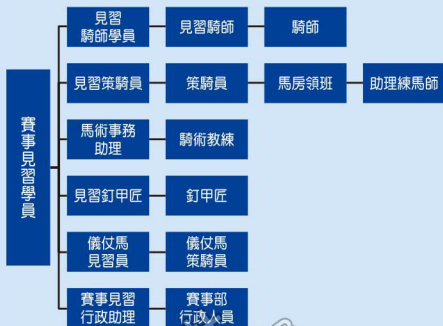 賽事見習學員
見習
騎師學員
見習騎師
騎師
見習策騎員
策騎員
馬房領班
助理練馬師
馬術事務
助理
騎術教練
見習釘甲匠
釘甲匠
儀仗馬
見習員
儀仗馬
策騎員
賽事見習
行政助理
賽事部
行政人員